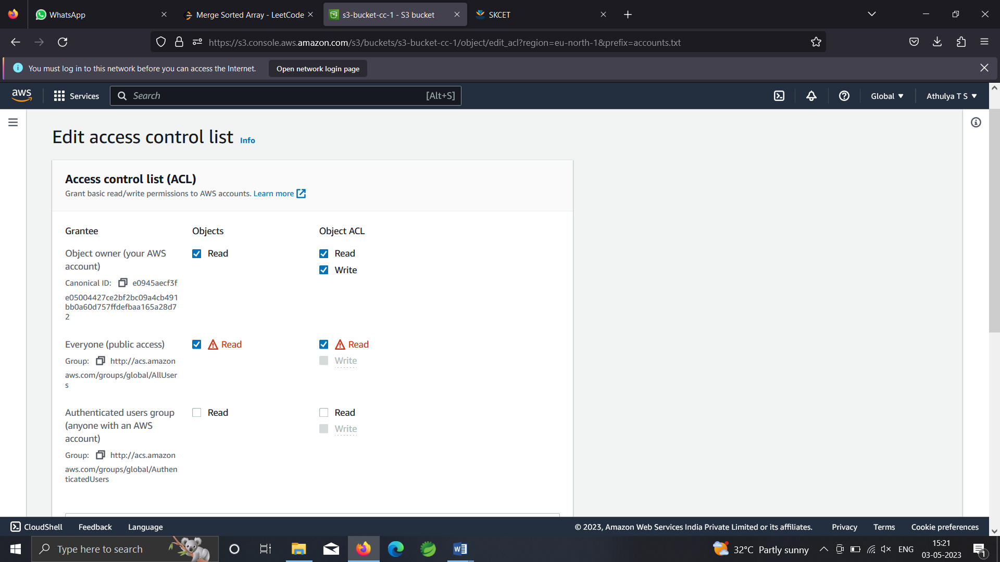 WhatsApp
Merge Sorted Array - LeetCode
s3-bucket-cc-1 - S3 bucket
SKCET
https://s3.console.aws.amazon.com/s3/buckets/s3-bucket-cc-1/object/edit_acl?region=eu-north-1&prefix=accounts.txt
You must log in to this network before you can access the Internet.
Open network login page
aws
Services
Search
[Alt+S]
Global
Athulya T S
Edit access control list Info
Access control list (ACL)
Grant basic read/write permissions to AWS accounts. Learn more
Grantee
Objects
Object ACL
Object owner (your AWS
account)
Canonical ID: e0945aecf3f
e05004427ce2bf2bc09a4cb491
bb0a60d757ffdefbaa165a28d7
2
Read
Read
Write
Everyone (public access)
Group: http://acs.amazon
aws.com/groups/global/AllUser
s
Read
Read
Write
Authenticated users group
(anyone with an AWS
account)
Group: http://acs.amazon
aws.com/groups/global/Authen
ticatedUsers
Read
Read
Write
CloudShell
Feedback
Language
© 2023, Amazon Web Services India Private Limited or its affiliates.
Privacy
Terms
Cookie preferences
Type here to search
32°C Partly sunny
ENG
15:21
03-05-2023
1